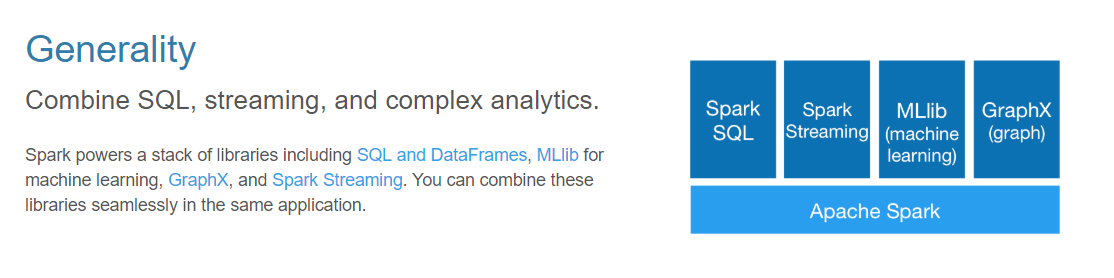 Generality
Combine SQL, streaming, and complex analytics.
Spark powers a stack of libraries including SQL and DataFrames, MLlib for
machine learning, GraphX, and Spark Streaming. You can combine these
libraries seamlessly in the same application.
Spark
SQL
Spark
Streaming
MLlib
(machine
learning)
GraphX
(graph)
Apache Spark